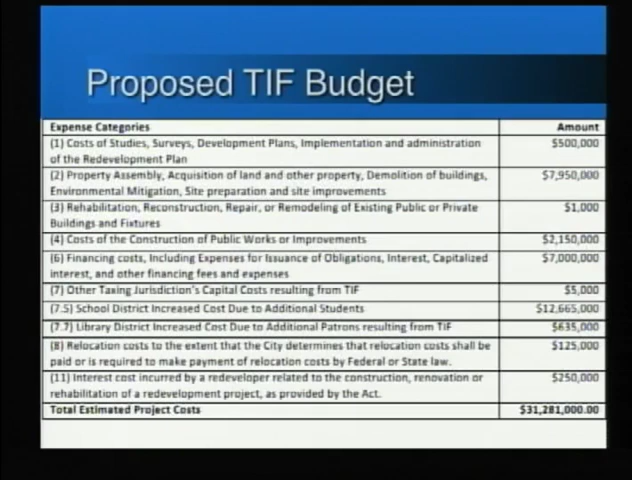 Proposed TIF Budget
Expense Categories Amount
(1) Costs of Studies, Surveys, Development Plans, Implementation and administration $500,000
of the Redevelopment Plan
(2) Property Assembly, Acquisition of land and other property, Demolition of buildings, $7,950,000
Environmental Mitigation, Site preparation and site improvements
(3) Rehabilitation, Reconstruction, Repair, or Remodeling of Existing Public or Private $1,000
Buildings and Fixtures
(4) Costs of the Construction of Public Works or Improvements $2,150,000
(6) Financing costs, Including Expenses for Issuance of Obligations, Interest, Capitalized $7,000,000
interest, and other financing fees and expenses
(7) Other Taxing Jurisdiction's Capital Costs resulting from TIF $5,000
(7.5) School District Increased Cost Due to Additional Students $12,665,000
(7.7) Library District Increased Cost Due to Additional Patrons resulting from TIF $635,000
(8) Relocation costs to the extent that the City determines that relocation costs shall be $125,000
paid or is required to make payment of relocation costs by Federal or State law.
(11) Interest cost incurred by a redeveloper related to the construction, renovation or $250,000
rehabilitation of a redevelopment project, as provided by the Act.
Total Estimated Project Costs $31,281,000.00